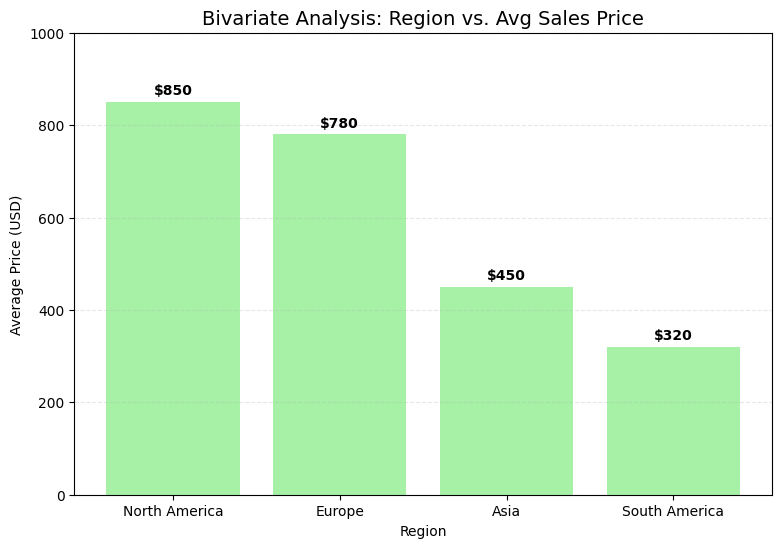 Bivariate Analysis: Region vs. Avg Sales Price
1000
800
600
400
200
0
Average Price (USD)
$850
$780
$450
$320
North America
Europe
Asia
South America
Region